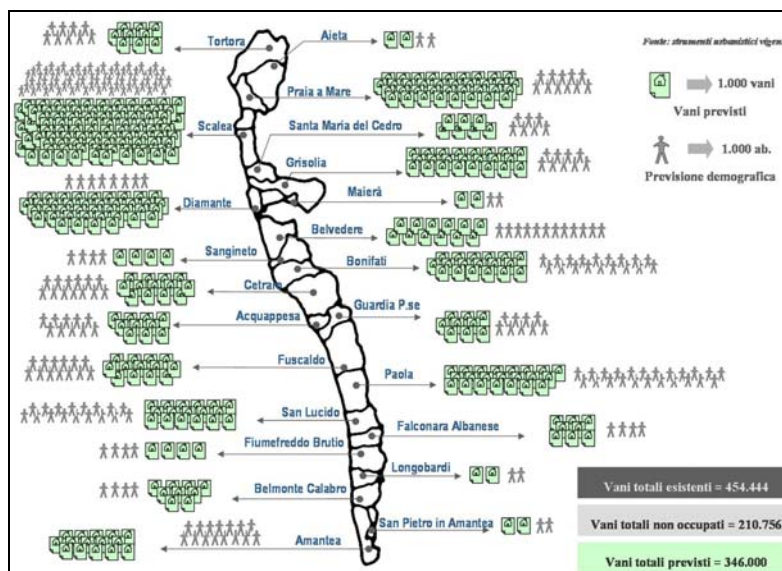 Tortora
Aieta
Fonte: strumenti urbanistici vigen
Praia a Mare
1.000 vani
Vani previsti
Scalea
Santa Maria del Cedro
1.000 ab.
Previsione demografica
Grisolia
Diamante
Maierá
Belvedere
Sangineto
Bonifati
Cetraro
Guardia P.se
Acquappesa
Fuscaldo
Paola
San Lucido
Falconara Albanese
Fiumefreddo Brutio
Longobardi
Belmonte Calabro
Vani totali esistenti = 454.444
San Pietro in Amantea
Vani totali non occupati = 210.756
Amantea
Vani totali previsti = 346.000